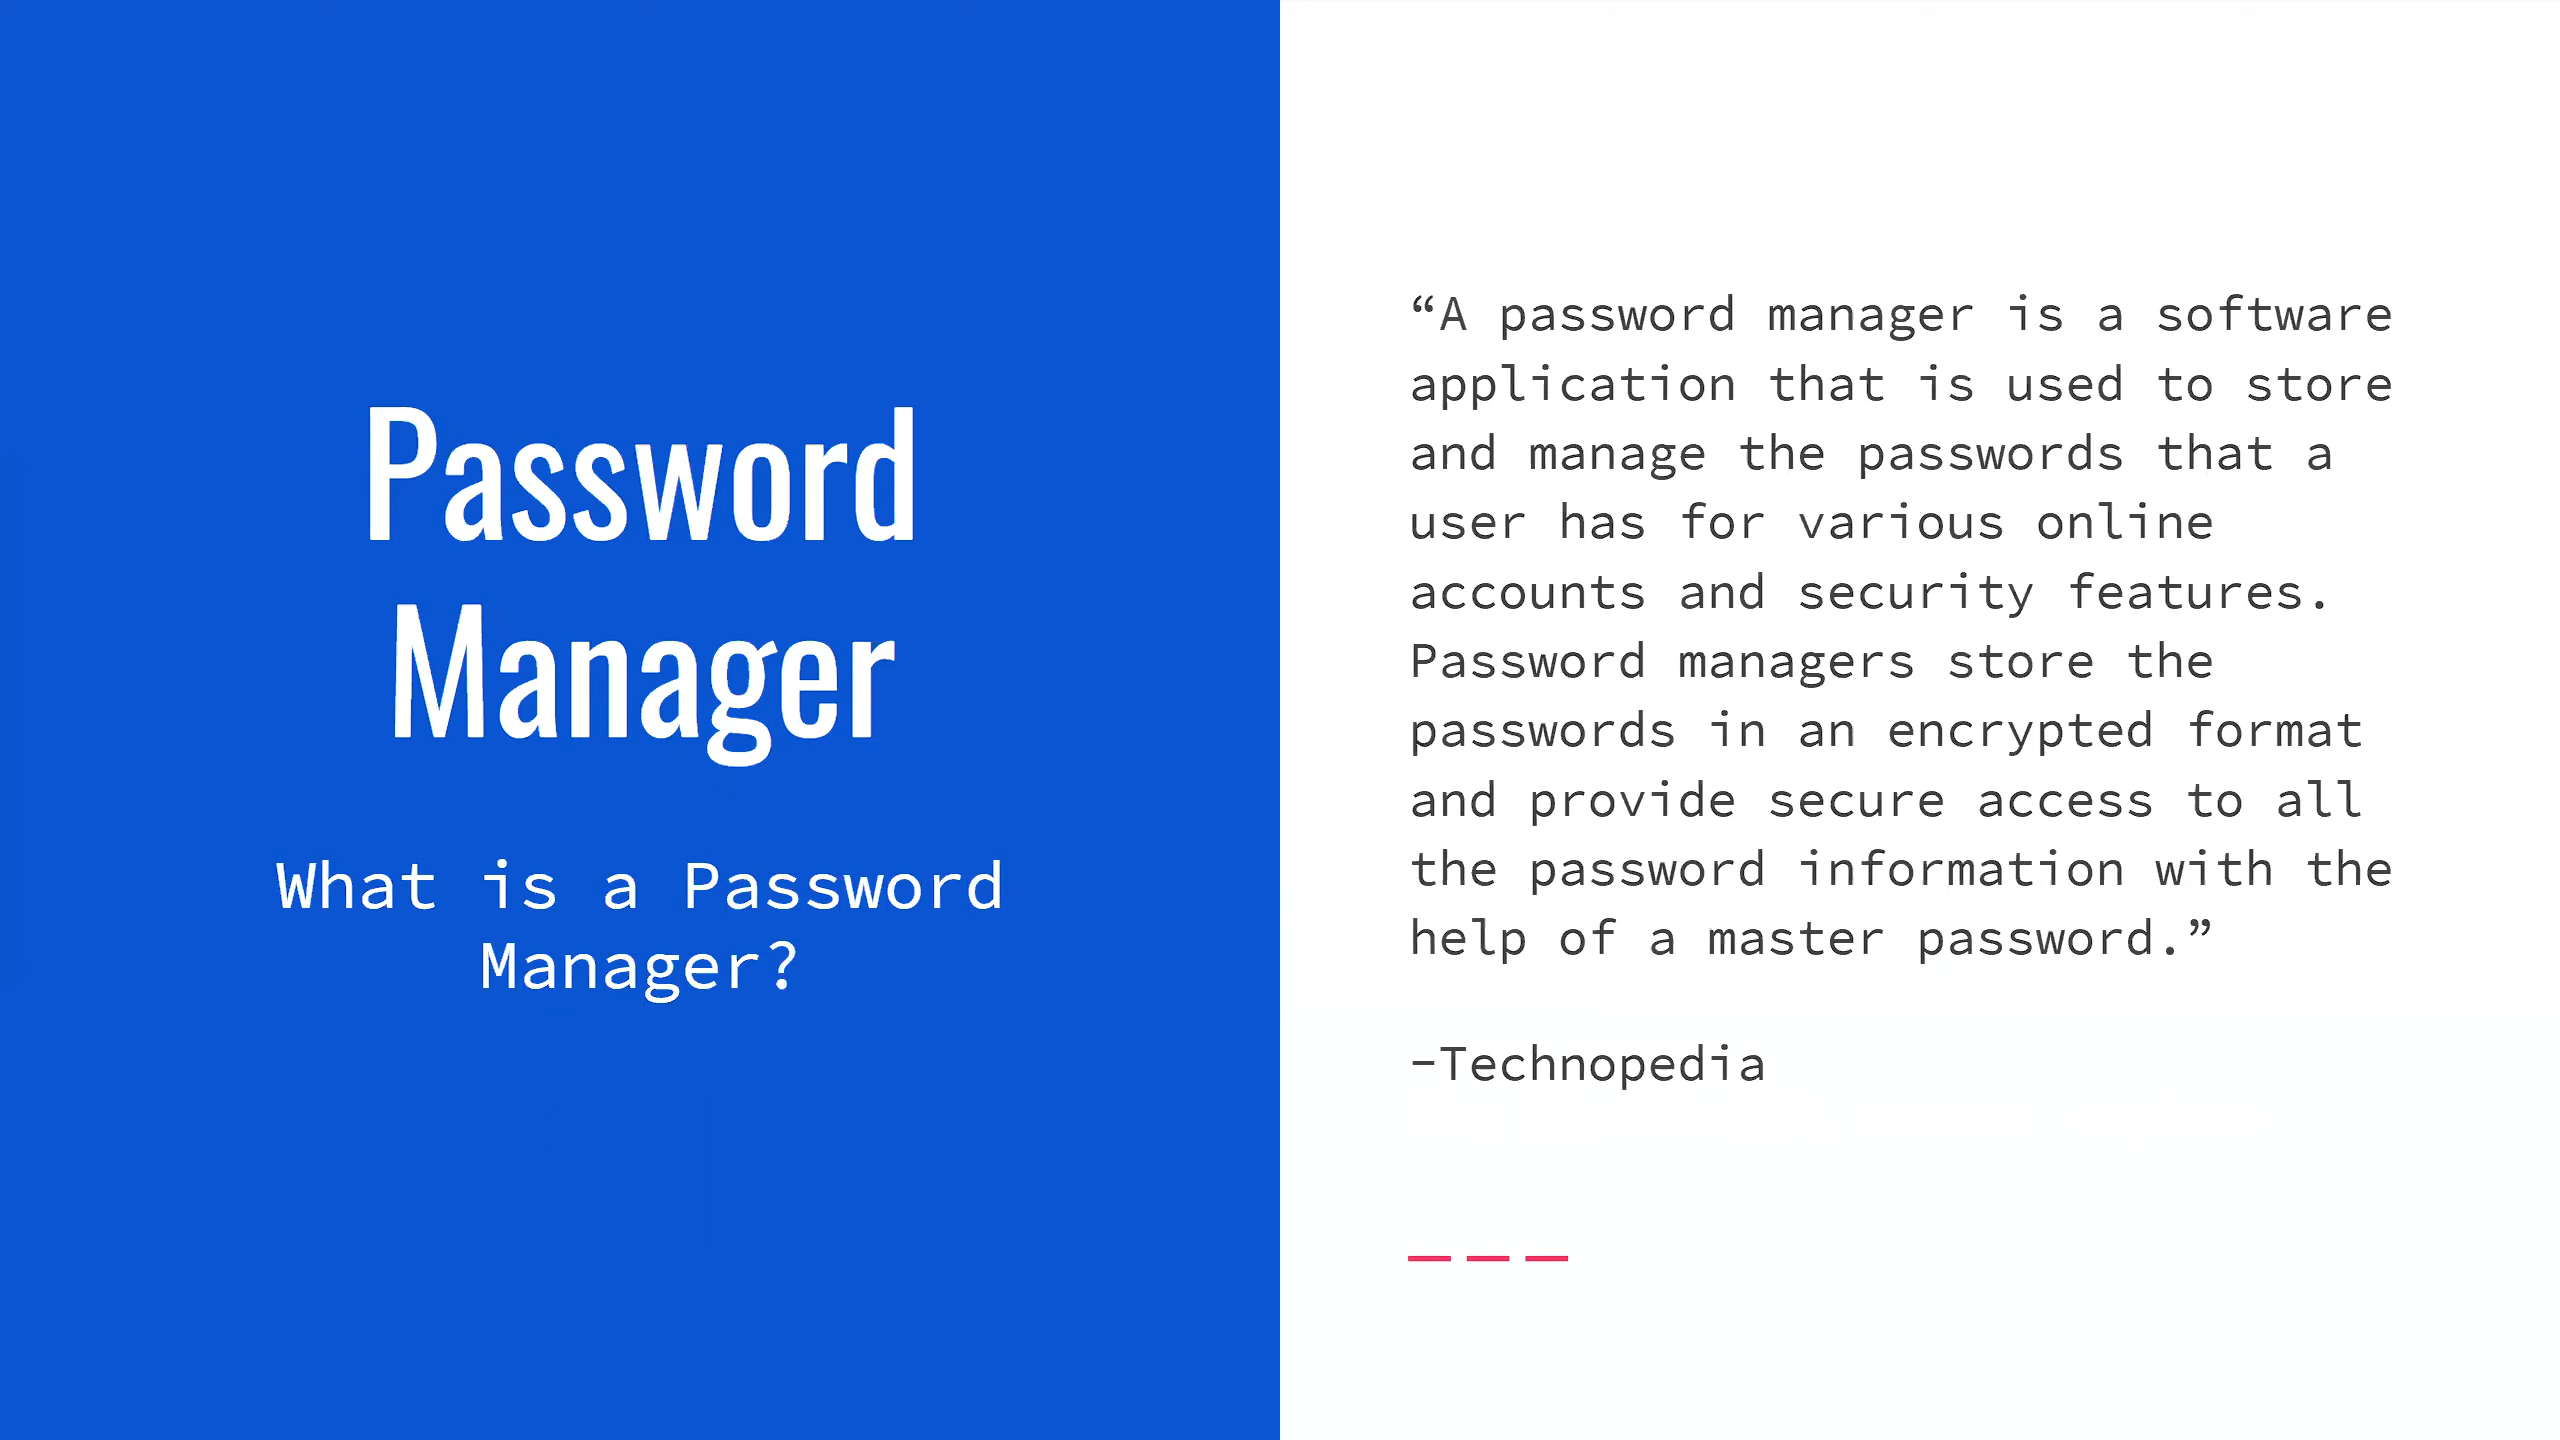 Password
Manager
What is a Password
Manager?
“A password manager is a software
application that is used to store
and manage the passwords that a
user has for various online
accounts and security features.
Password managers store the
passwords in an encrypted format
and provide secure access to all
the password information with the
help of a master password.”
–Technopedia